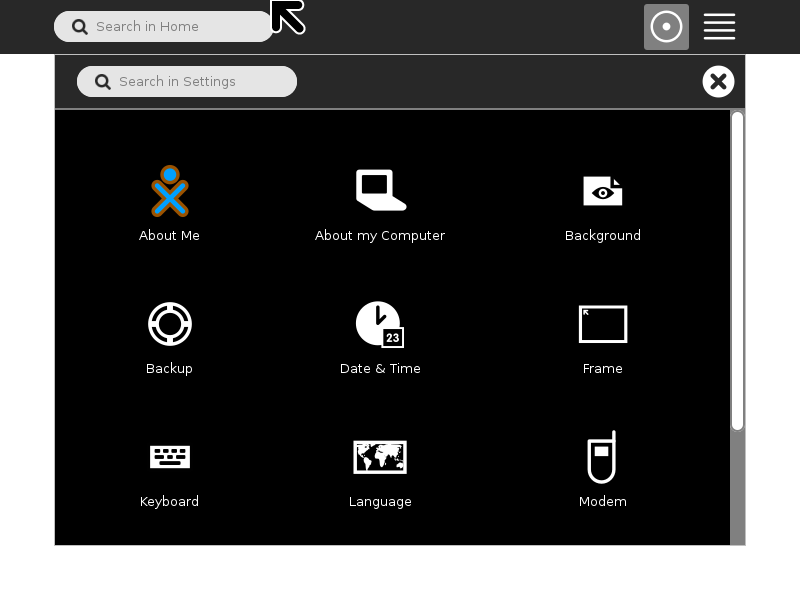 Search in Home
Search in Settings
About Me
About my Computer
Background
Backup
23
Date & Time
Frame
Keyboard
Language
Modem